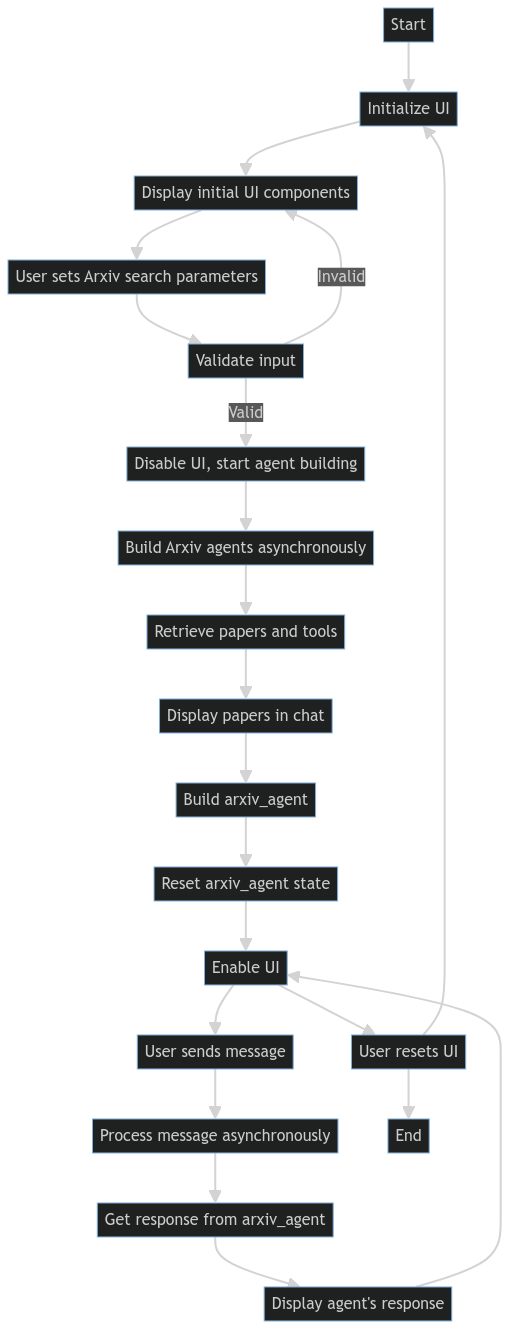 Start
Initialize UI
Display initial UI components
User sets Arxiv search parameters
Invalid
Validate input
Valid
Disable UI, start agent building
Build Arxiv agents asynchronously
Retrieve papers and tools
Display papers in chat
Build arxiv_agent
Reset arxiv_agent state
Enable UI
User sends message
User resets UI
Process message asynchronously
End
Get response from arxiv_agent
Display agent's response